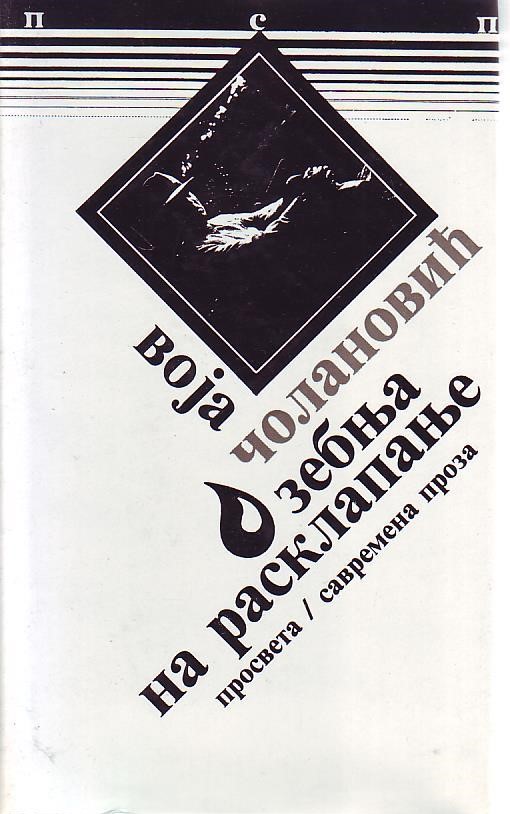 п с п
воја
чолановић
зебња
на расклапање
просвета / савремена проза